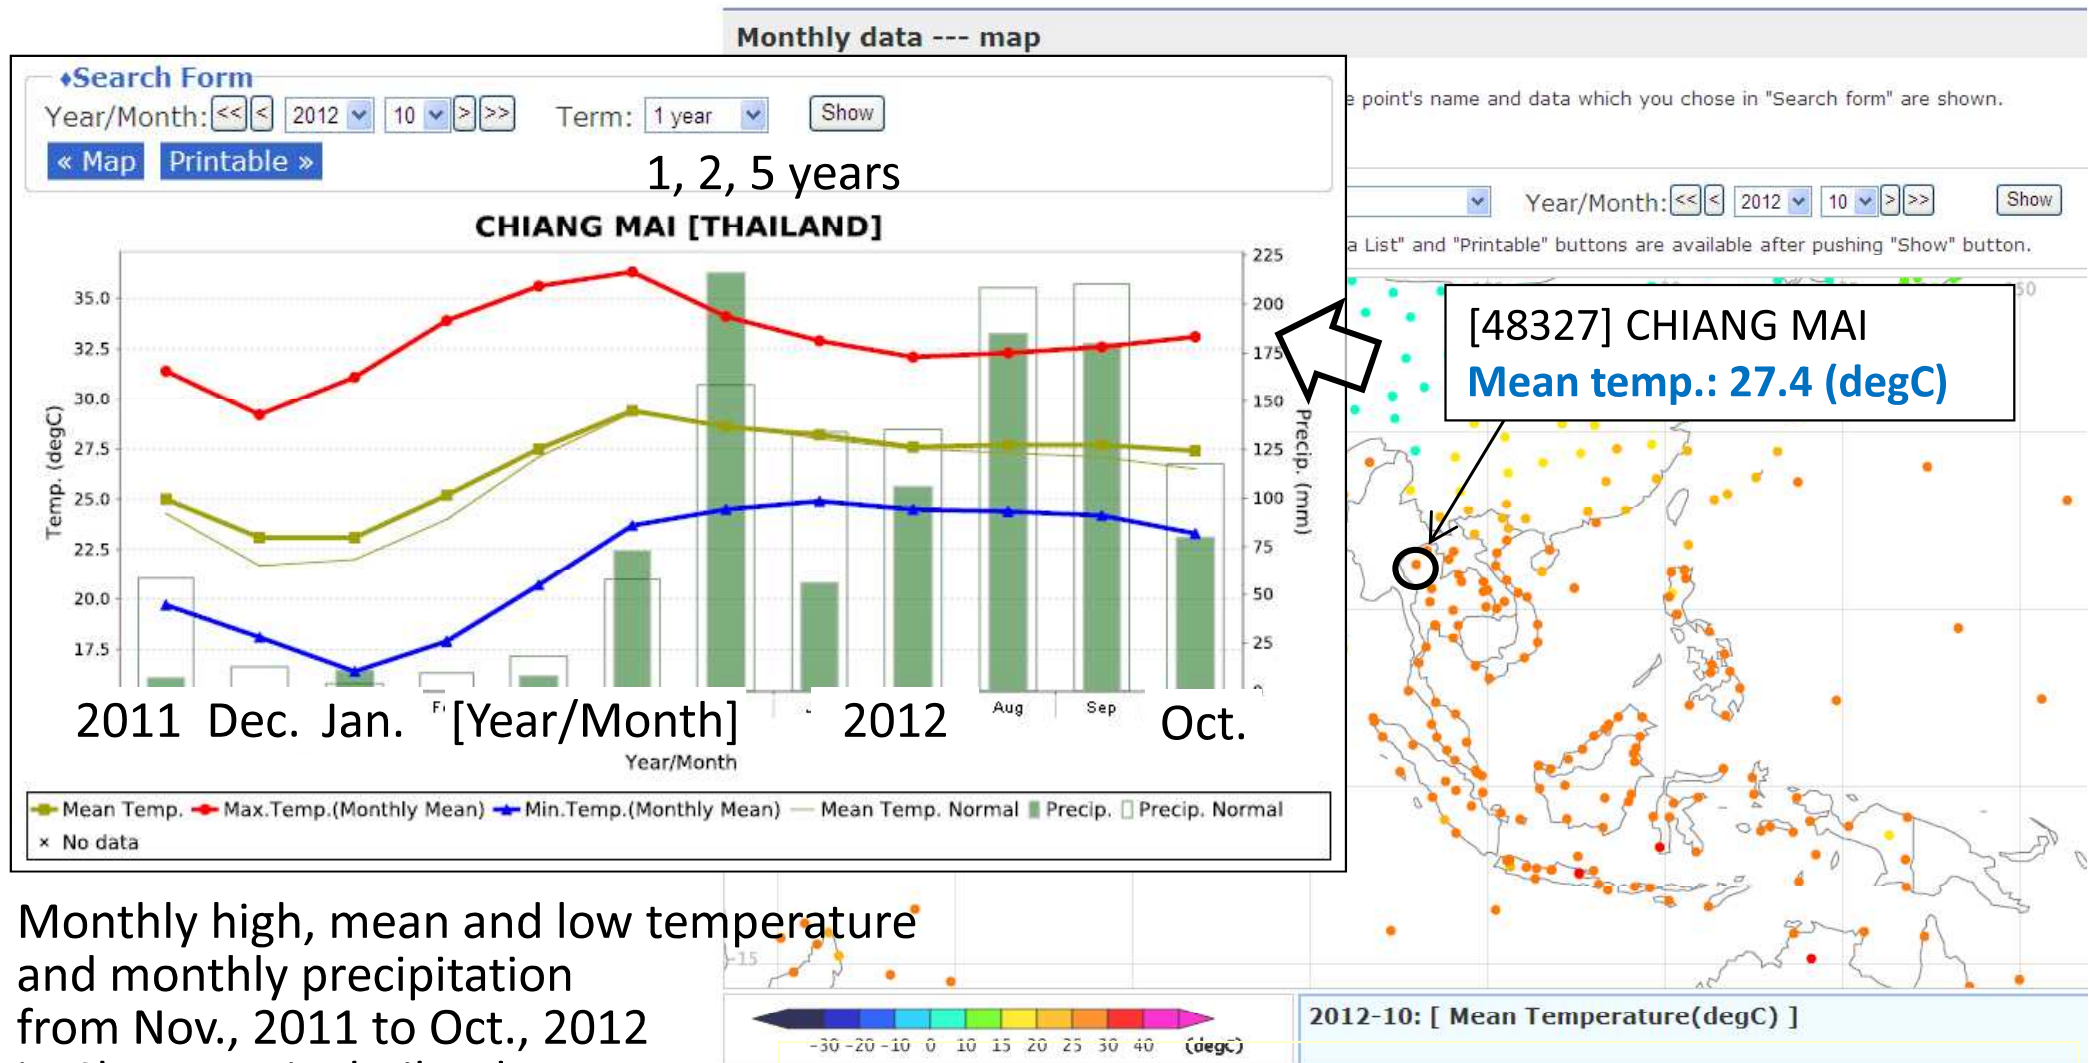 Monthly data --- map
♦Search Form
Year/Month: << < 2012 10 > >> Term: 1 year Show
« Map Printable »
1, 2, 5 years
e point's name and data which you chose in "Search form" are shown.
Year/Month: << < 2012 10 > >> Show
a List" and "Printable" buttons are available after pushing "Show" button.
CHIANG MAI [THAILAND]
Temp. (degC)
35.0
32.5
30.0
27.5
25.0
22.5
20.0
17.5
225
200
175
150
125
100
75
50
25
Precip. (mm)
[48327] CHIANG MAI
Mean temp.: 27.4 (degC)
2011 Dec. Jan. [Year/Month] 2012 Aug Sep Oct.
Year/Month
Mean Temp. Max.Temp.(Monthly Mean) Min.Temp.(Monthly Mean) Mean Temp. Normal Precip. Precip. Normal
× No data
Monthly high, mean and low temperature
and monthly precipitation
from Nov., 2011 to Oct., 2012
-15
-30 -20 -10 0 10 15 20 25 30 40 (degC)
2012-10: [ Mean Temperature(degC) ]